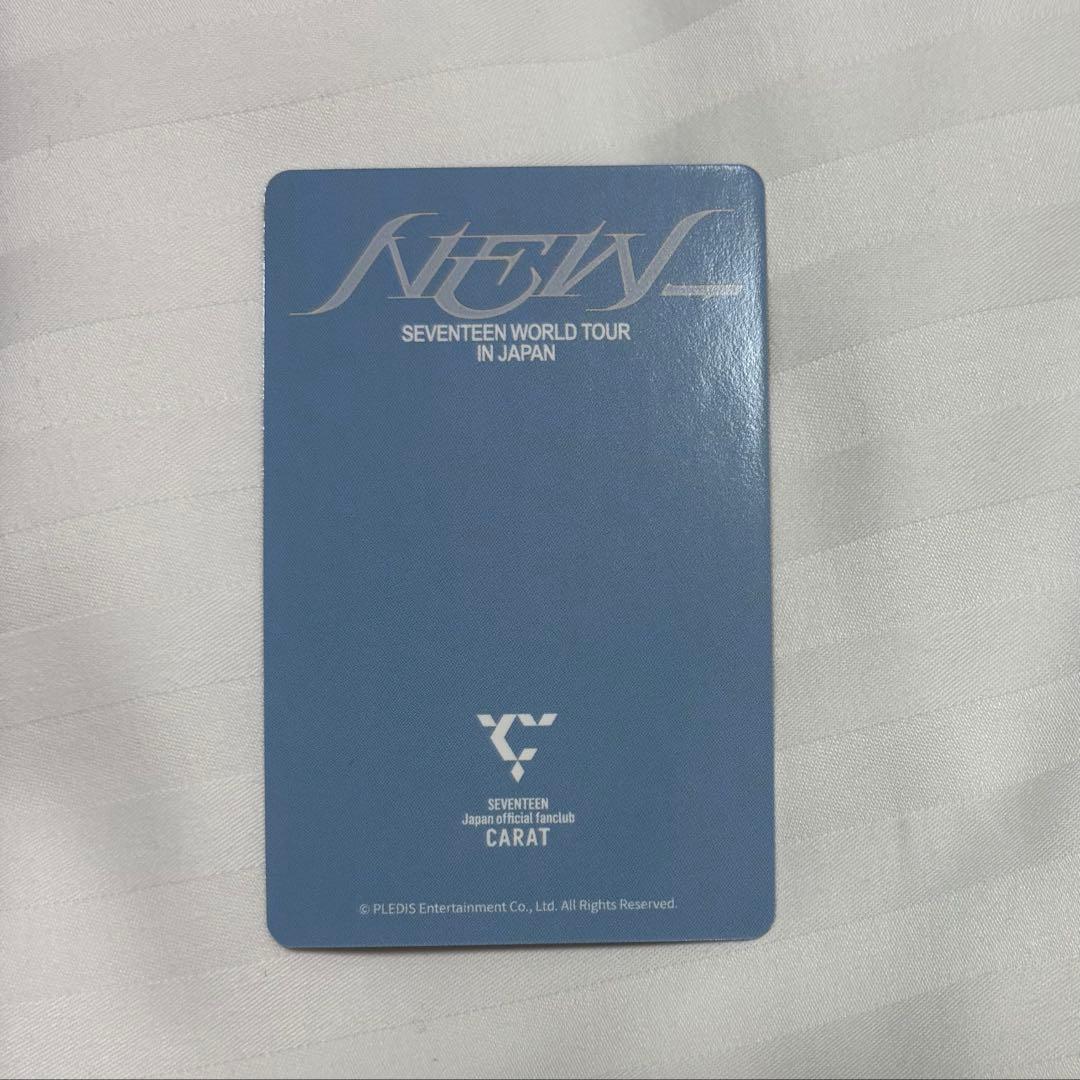 NEW_
SEVENTEEN WORLD TOUR
IN JAPAN
SEVENTEEN
Japan official fanclub
CARAT
© PLEDIS Entertainment Co., Ltd. All Rights Reserved.